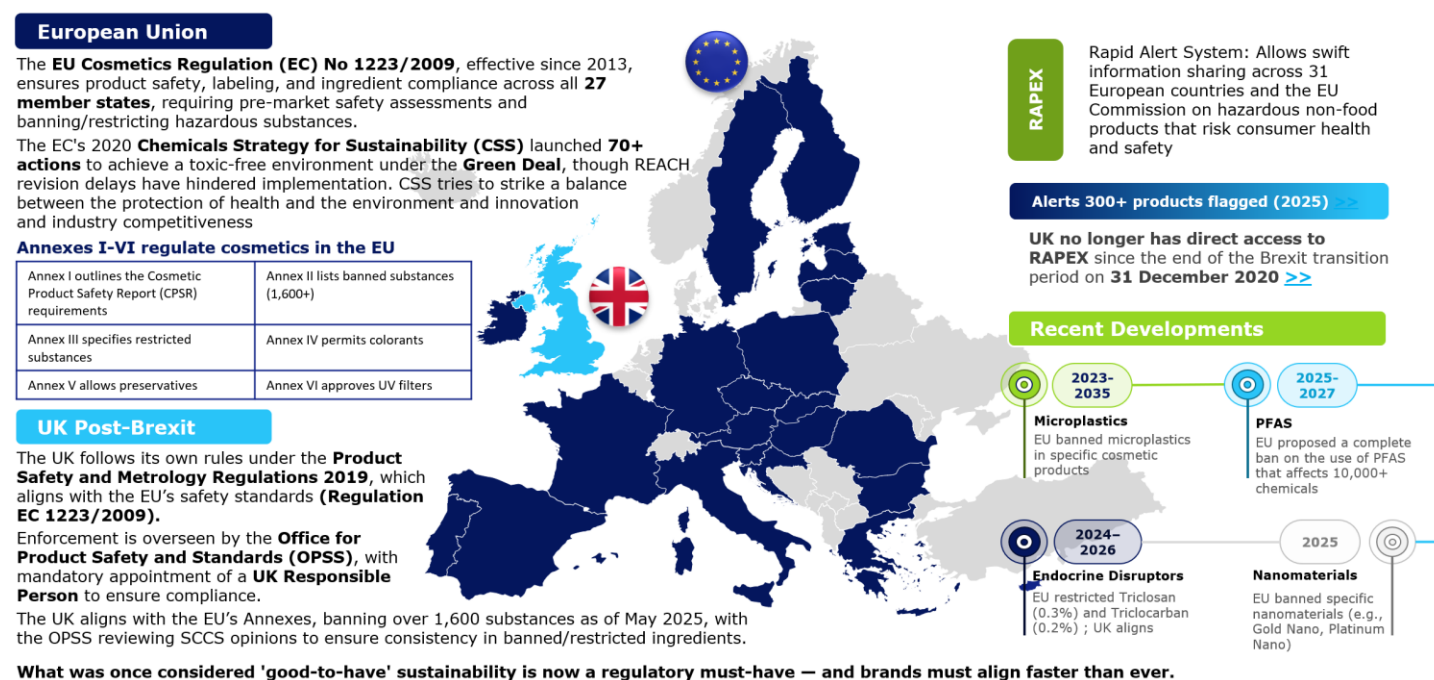 European Union
The EU Cosmetics Regulation (EC) No 1223/2009, effective since 2013,
ensures product safety, labeling, and ingredient compliance across all 27
member states, requiring pre-market safety assessments and
banning/restricting hazardous substances.
The EC's 2020 Chemicals Strategy for Sustainability (CSS) launched 70+
actions to achieve a toxic-free environment under the Green Deal, though REACH
revision delays have hindered implementation. CSS tries to strike a balance
between the protection of health and the environment and innovation
and industry competitiveness
Annexes I-VI regulate cosmetics in the EU
Annex I outlines the Cosmetic
Product Safety Report (CPSR)
requirements
Annex II lists banned substances
(1,600+)
Annex III specifies restricted
substances
Annex IV permits colorants
Annex V allows preservatives
Annex VI approves UV filters
UK Post-Brexit
The UK follows its own rules under the Product
Safety and Metrology Regulations 2019, which
aligns with the EU’s safety standards (Regulation
EC 1223/2009).
Enforcement is overseen by the Office for
Product Safety and Standards (OPSS), with
mandatory appointment of a UK Responsible
Person to ensure compliance.
The UK aligns with the EU’s Annexes, banning over 1,600 substances as of May 2025, with
the OPSS reviewing SCCS opinions to ensure consistency in banned/restricted ingredients.
RAPEX
Rapid Alert System: Allows swift
information sharing across 31
European countries and the EU
Commission on hazardous non-food
products that risk consumer health
and safety
Alerts 300+ products flagged (2025) >>
UK no longer has direct access to
RAPEX since the end of the Brexit transition
period on 31 December 2020 >>
Recent Developments
2023-
2035
Microplastics
EU banned microplastics
in specific cosmetic
products
2025-
2027
PFAS
EU proposed a complete
ban on the use of PFAS
that affects 10,000+
chemicals
2024–
2026
Endocrine Disruptors
EU restricted Triclosan
(0.3%) and Triclocarban
(0.2%) ; UK aligns
2025
Nanomaterials
EU banned specific
nanomaterials (e.g.,
Gold Nano, Platinum
Nano)
What was once considered 'good-to-have' sustainability is now a regulatory must-have — and brands must align faster than ever.